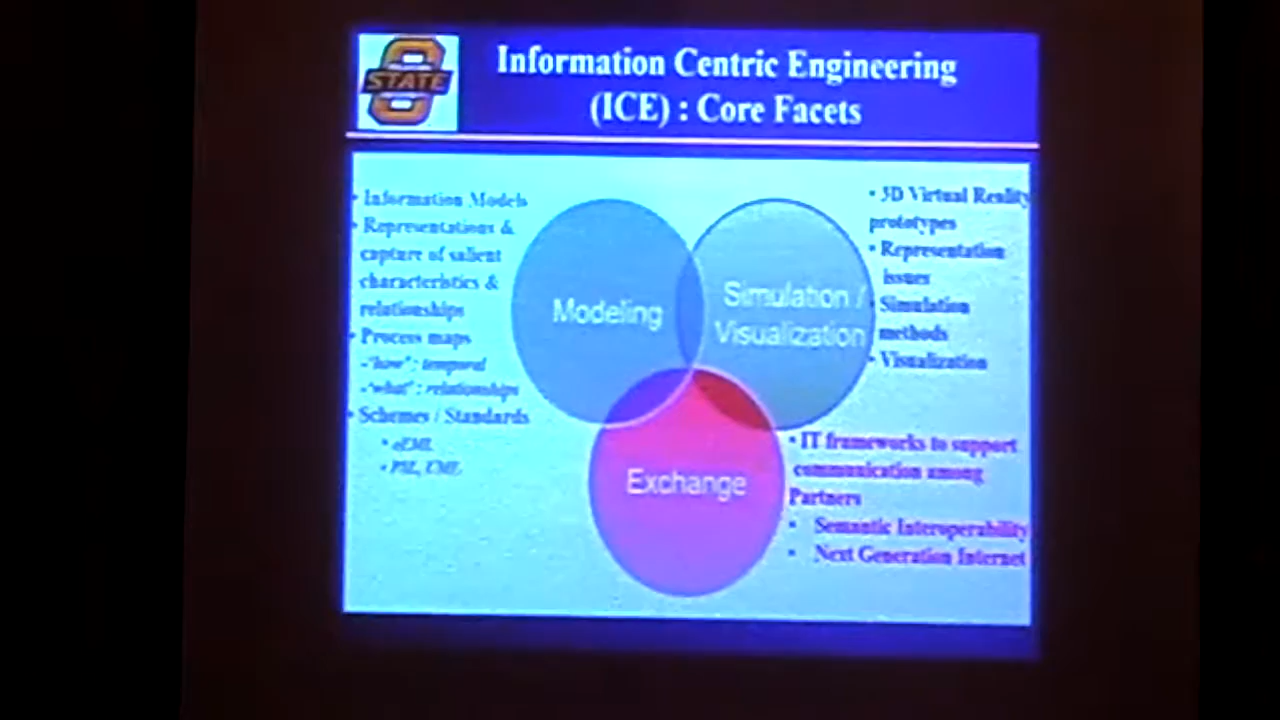 STATE
Information Centric Engineering
(ICE) : Core Facets
• Information Models
• Representations &
capture of salient
characteristics &
relationships
• Process maps
-"how" : temporal
-"what" : relationships
• Schemes / Standards
• eEML
• PSL, UML
Modeling
Simulation /
Visualization
Exchange
• 3D Virtual Reality
prototypes
• Representation
issues
• Simulation
methods
• Visualization
• IT frameworks to support
communication among
Partners
• Semantic Interoperability
• Next Generation Internet